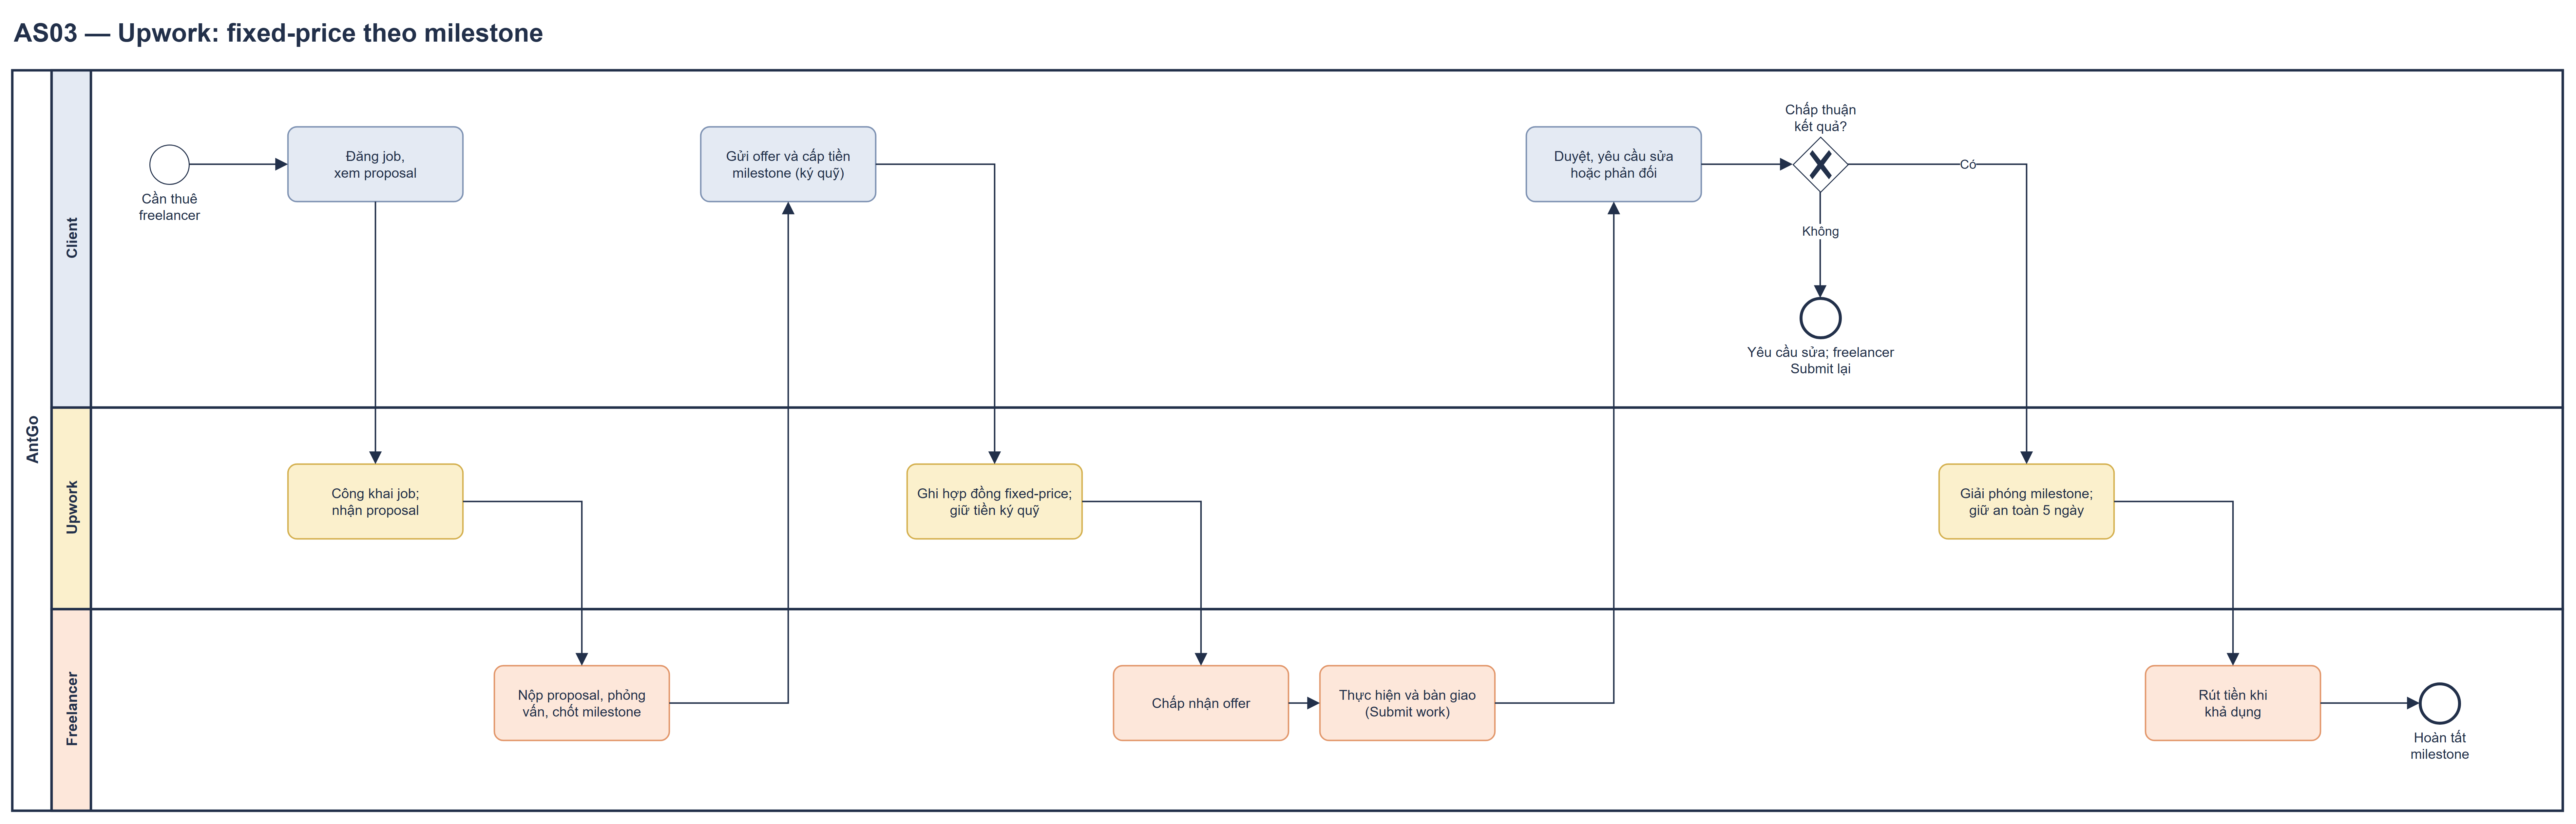 AS03 — Upwork: fixed-price theo milestone
AntGo
Client
Cần thuê
freelancer
Đăng job,
xem proposal
Gửi offer và cấp tiền
milestone (ký quỹ)
Duyệt, yêu cầu sửa
hoặc phản đối
Chấp thuận
kết quả?
Có
Không
Yêu cầu sửa; freelancer
Submit lại
Upwork
Công khai job;
nhận proposal
Ghi hợp đồng fixed-price;
giữ tiền ký quỹ
Giải phóng milestone;
giữ an toàn 5 ngày
Freelancer
Nộp proposal, phỏng
vấn, chốt milestone
Chấp nhận offer
Thực hiện và bàn giao
(Submit work)
Rút tiền khi
khả dụng
Hoàn tất
milestone